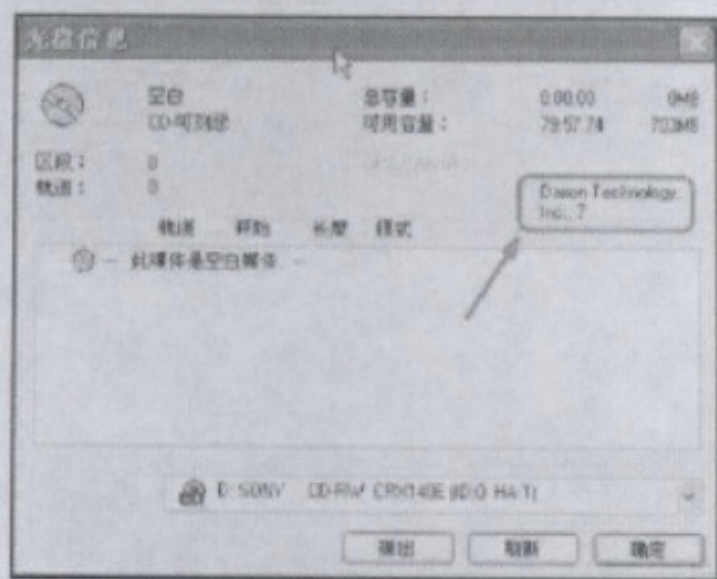 光盘信息
空白 总容量： 0:00.00 0MB
CD-可刻录 可用容量： 79:57.74 703MB
区段： 0
轨道： 0
Daxon Technology
Inc., ?
轨道 开始 长度 模式
- 此媒体是空白媒体 -
D: SONY CD-RW CRX140E
弹出 确定